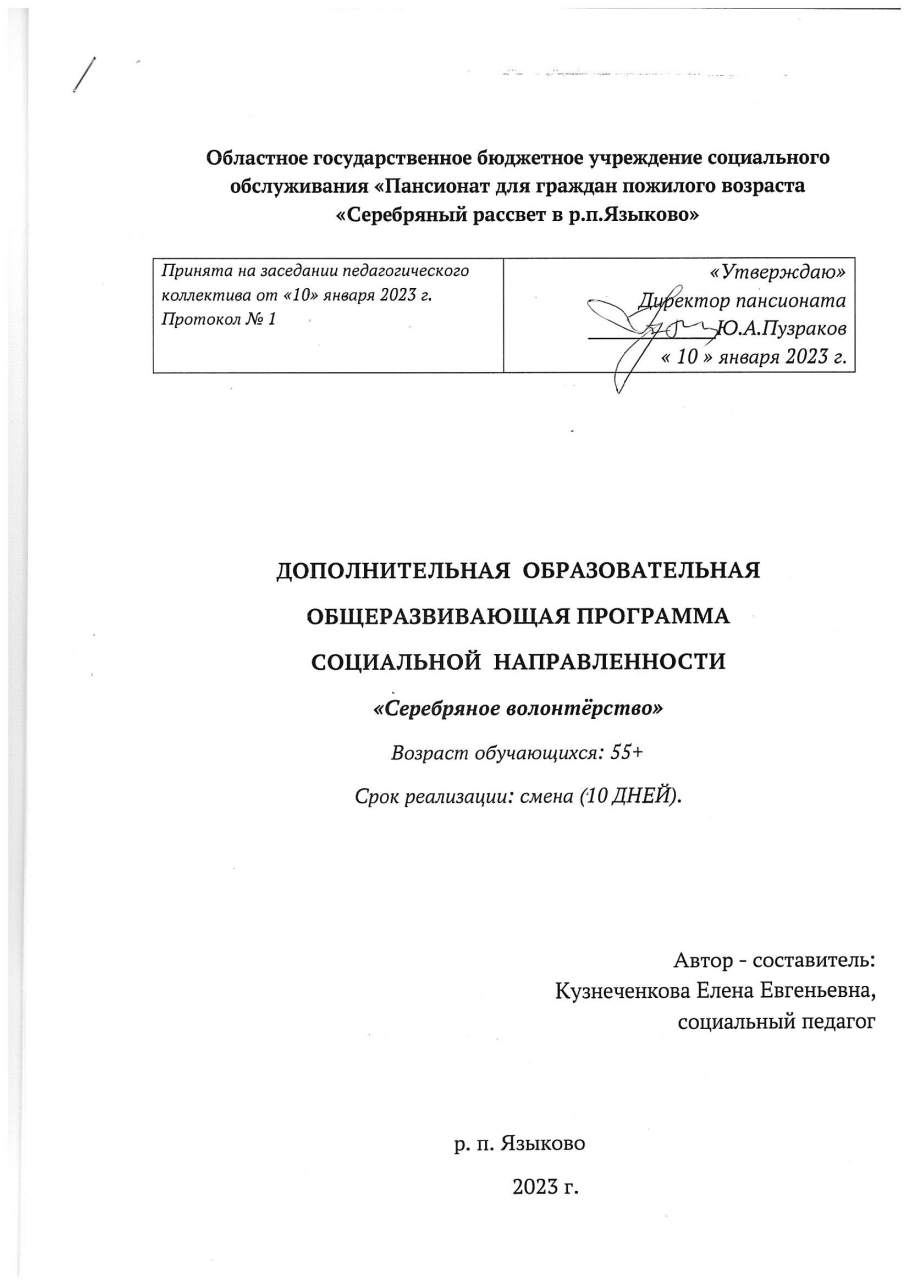 Областное государственное бюджетное учреждение социального
обслуживания «Пансионат для граждан пожилого возраста
«Серебряный рассвет в р.п.Языково»
Принята на заседании педагогического
коллектива от «10» января 2023 г.
Протокол № 1
«Утверждаю»
Директор пансионата
____________Ю.А.Пузраков
« 10 » января 2023 г.
ДОПОЛНИТЕЛЬНАЯ ОБРАЗОВАТЕЛЬНАЯ
ОБЩЕРАЗВИВАЮЩАЯ ПРОГРАММА
СОЦИАЛЬНОЙ НАПРАВЛЕННОСТИ
«Серебряное волонтёрство»
Возраст обучающихся: 55+
Срок реализации: смена (10 ДНЕЙ).
Автор - составитель:
Кузнеченкова Елена Евгеньевна,
социальный педагог
р. п. Языково
2023 г.